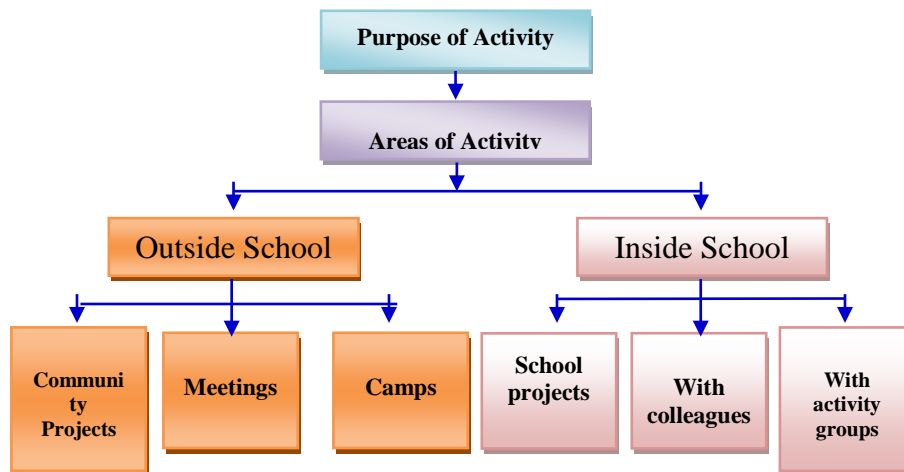 Purpose of Activity
Areas of Activity
Outside School
Inside School
Communi
ty
Projects
Meetings
Camps
School
projects
With
colleagues
With
activity
groups